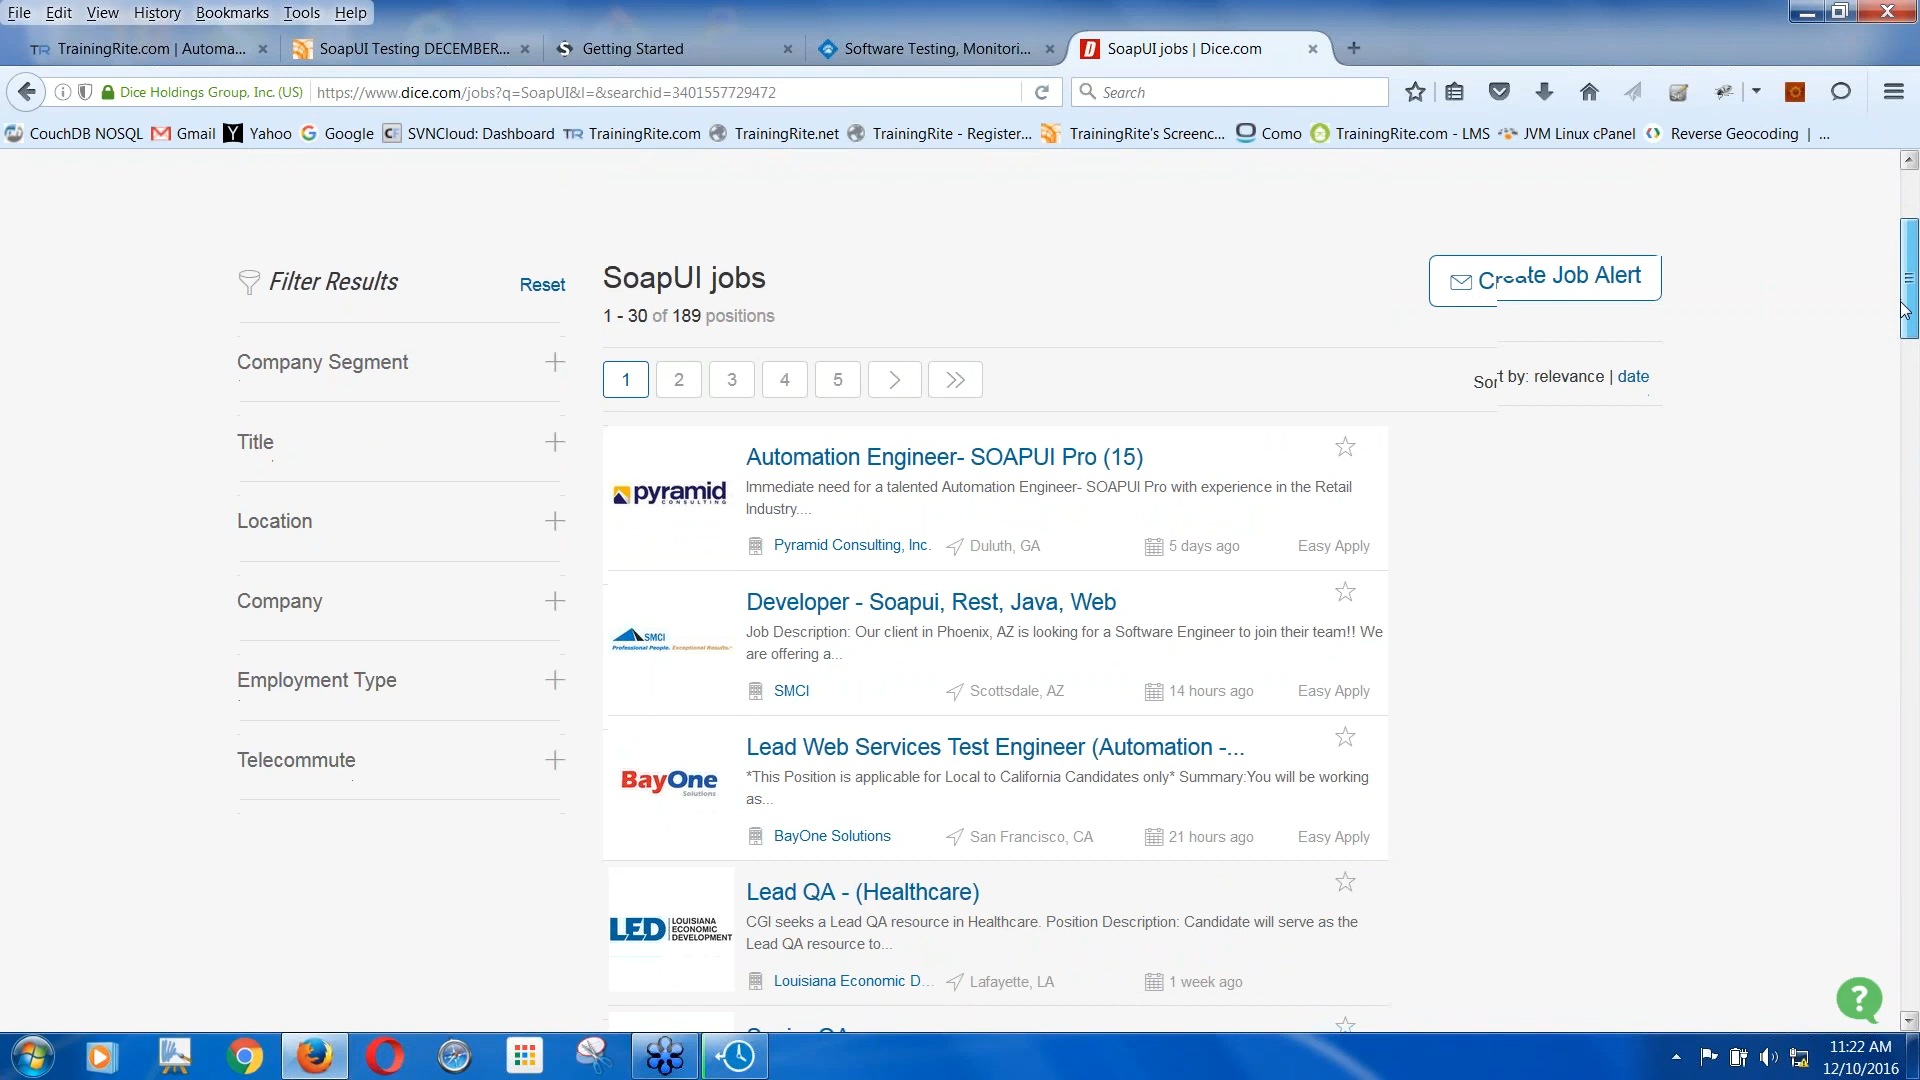 File Edit View History Bookmarks Tools Help
TR TrainingRite.com | Automa...
SoapUI Testing DECEMBER...
Getting Started
Software Testing, Monitori...
SoapUI jobs | Dice.com
Dice Holdings Group, Inc. (US)
https://www.dice.com/jobs?q=SoapUI&l=&searchid=3401557729472
Search
CouchDB NOSQL Gmail Yahoo Google SVNCloud: Dashboard TR TrainingRite.com TrainingRite.net TrainingRite - Register... TrainingRite's Screenc... Como TrainingRite.com - LMS JVM Linux cPanel Reverse Geocoding | ...
Filter Results
Reset
Company Segment
Title
Location
Company
Employment Type
Telecommute
SoapUI jobs
1 - 30 of 189 positions
Create Job Alert
1 2 3 4 5 > >>
Sort by: relevance | date
pyramid
CONSULTING
Automation Engineer- SOAPUI Pro (15)
Immediate need for a talented Automation Engineer- SOAPUI Pro with experience in the Retail
Industry....
Pyramid Consulting, Inc. Duluth, GA 5 days ago Easy Apply
SMCI
Professional People. Exceptional Results.
Developer - Soapui, Rest, Java, Web
Job Description: Our client in Phoenix, AZ is looking for a Software Engineer to join their team!! We
are offering a...
SMCI Scottsdale, AZ 14 hours ago Easy Apply
BayOne
Solutions
Lead Web Services Test Engineer (Automation -...
*This Position is applicable for Local to California Candidates only* Summary:You will be working
as...
BayOne Solutions San Francisco, CA 21 hours ago Easy Apply
LED LOUISIANA
ECONOMIC
DEVELOPMENT
Lead QA - (Healthcare)
CGI seeks a Lead QA resource in Healthcare. Position Description: Candidate will serve as the
Lead QA resource to...
Louisiana Economic D... Lafayette, LA 1 week ago
?
11:22 AM
12/10/2016